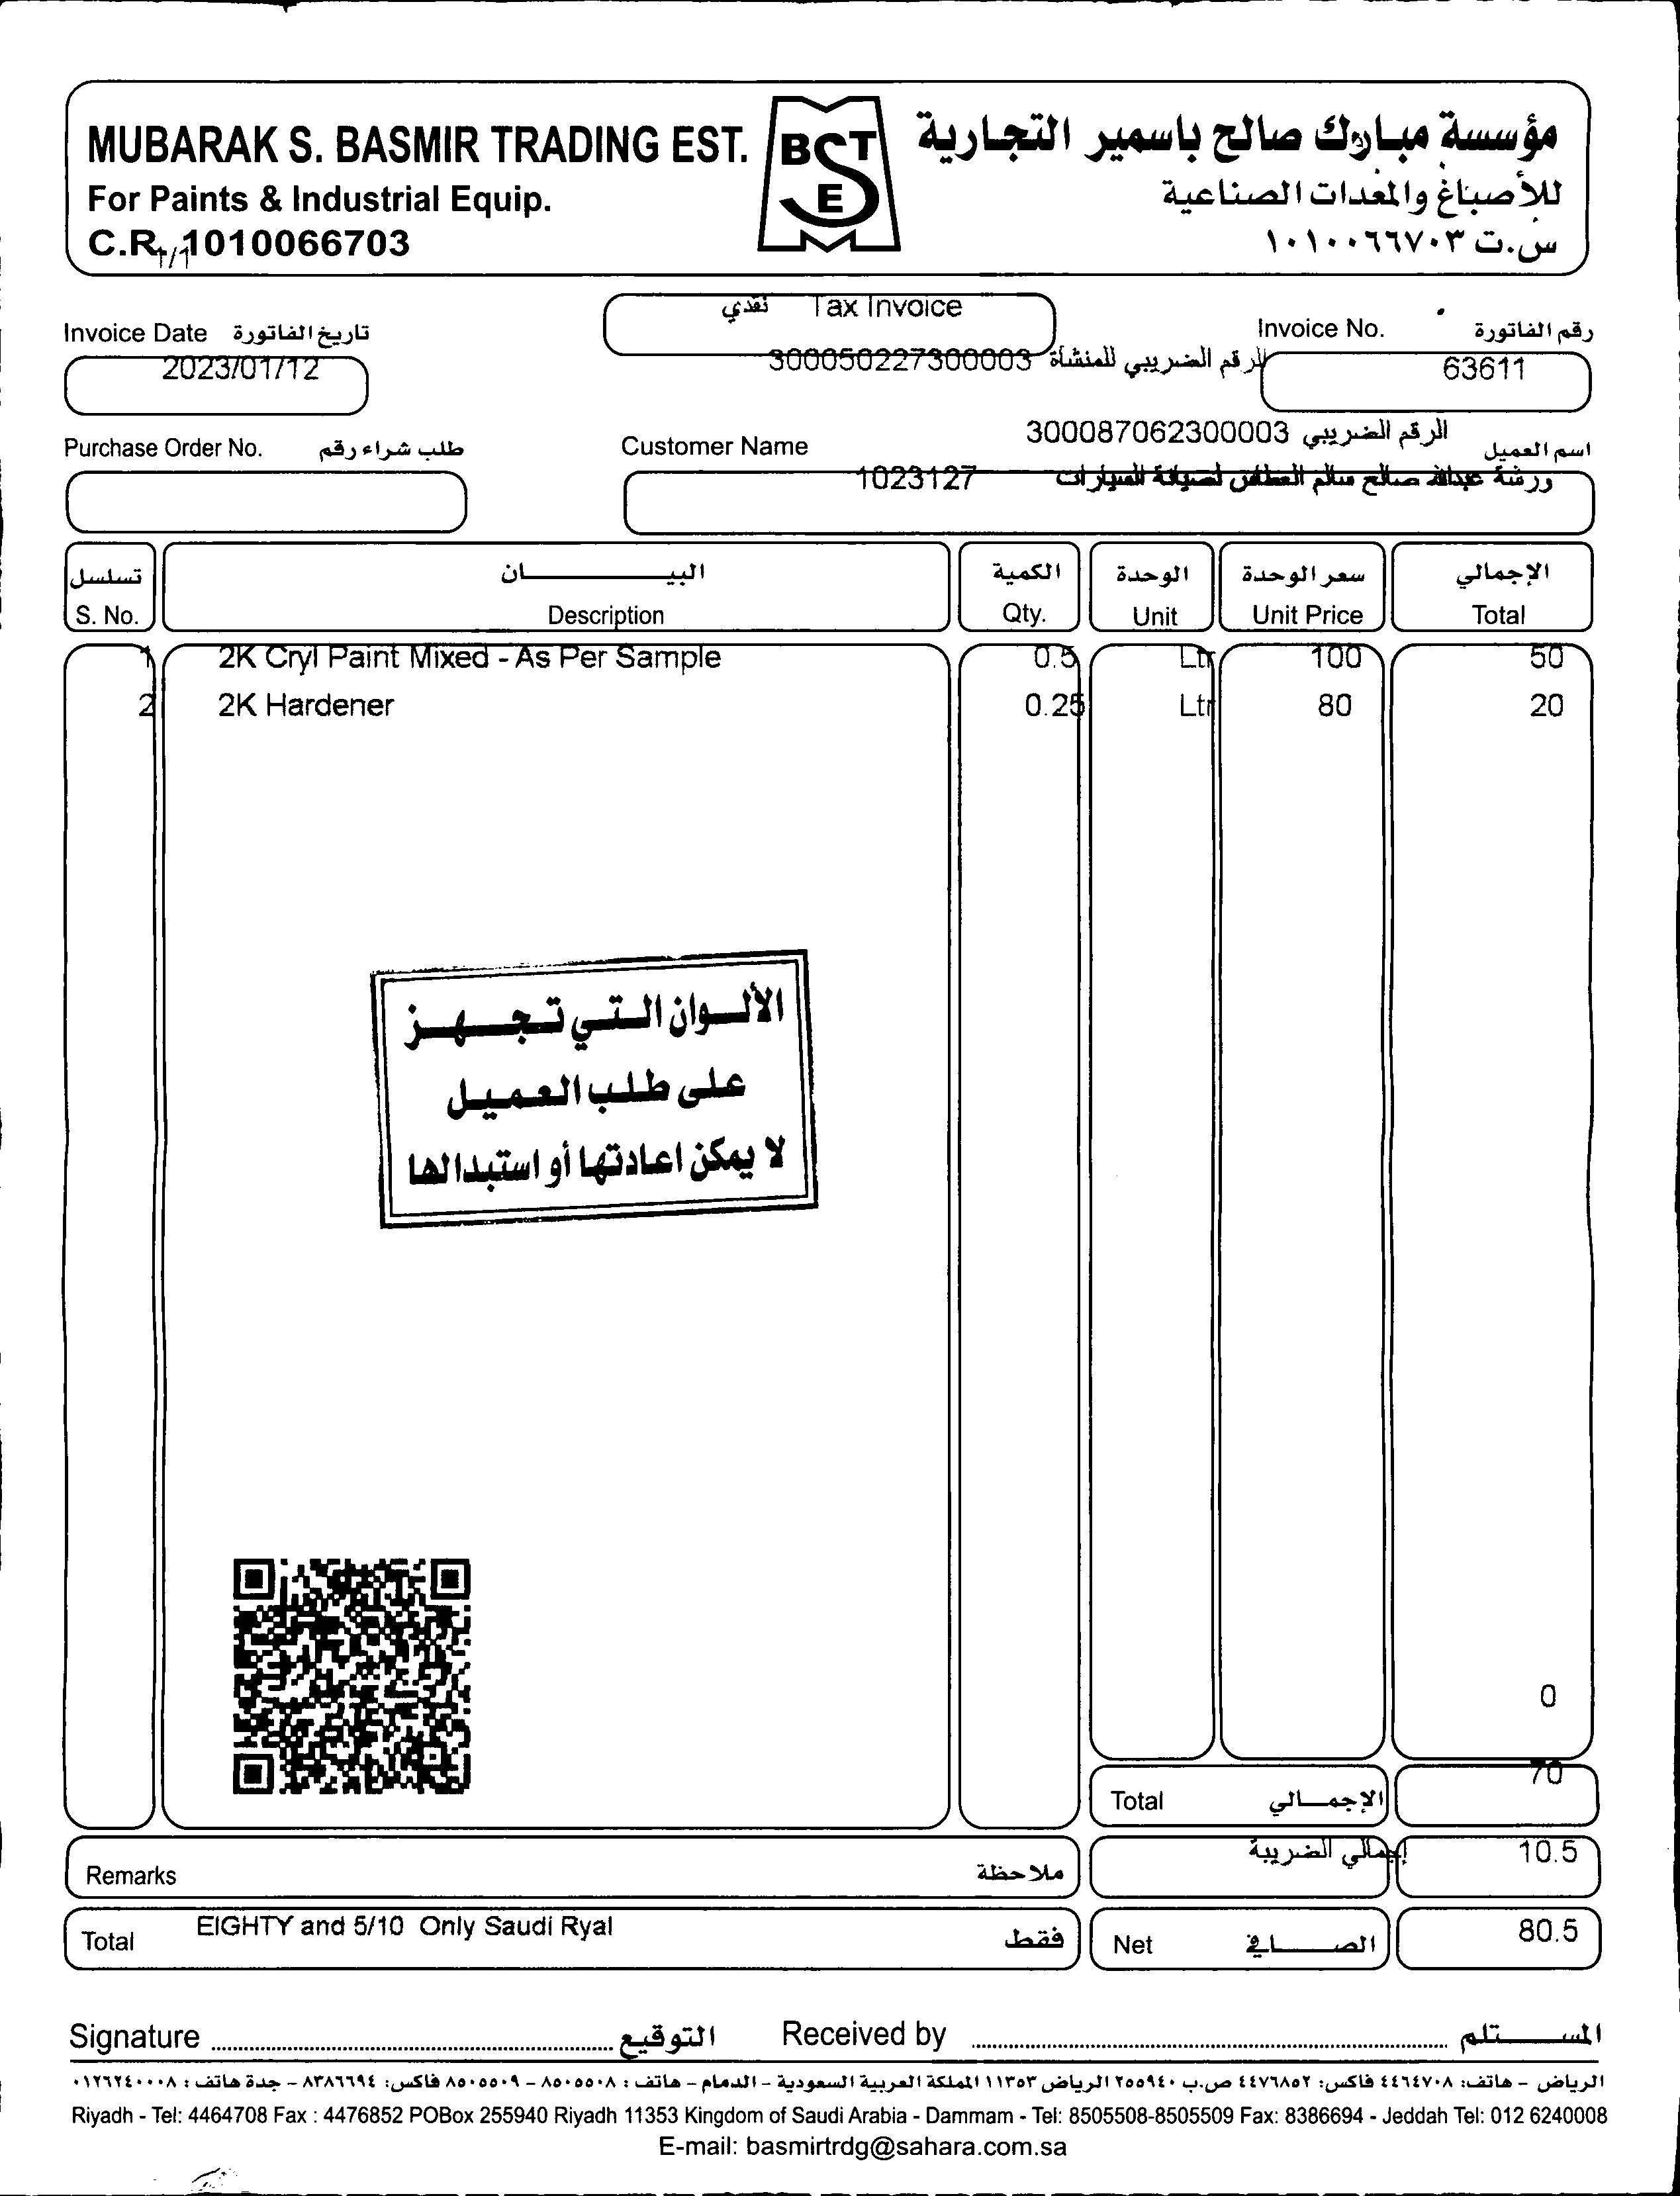 MUBARAK S. BASMIR TRADING EST.
For Paints & Industrial Equip.
C.R. 1010066703
1/1
BSTE
مؤسسة مبارك صالح باسمير التجارية
للأصباغ والمعدات الصناعية
س.ت ١٠١٠٠٦٦٧٠٣
نقدي Tax Invoice
Invoice Date تاريخ الفاتورة
2023/01/12
300050227300003 الرقم الضريبي للمنشأة
Invoice No. رقم الفاتورة
63611
Purchase Order No. طلب شراء رقم
Customer Name
300087062300003 الرقم الضريبي
اسم العميل
1023127 ورشة عبدالله صالح سالم العطاس لصيانة السيارات
تسلسل البيــــان الكمية الوحدة سعر الوحدة الإجمالي
S. No. Description Qty. Unit Unit Price Total
1 2K Cryl Paint Mixed - As Per Sample 0.5 Ltr 100 50
2 2K Hardener 0.25 Ltr 80 20
الألوان التي تجهز
على طلب العميل
لا يمكن اعادتها أو استبدالها
0
Total الإجمــالي 70
Remarks ملاحظة
إجمالي الضريبة 10.5
Total EIGHTY and 5/10 Only Saudi Ryal فقط
Net الصــــافي 80.5
Signature التوقيع Received by المســـتلم
الرياض – هاتف: ٤٤٦٤٧٠٨ فاكس: ٤٤٧٦٨٥٢ ص.ب ٢٥٥٩٤٠ الرياض ١١٣٥٣ المملكة العربية السعودية – الدمام – هاتف : ٨٥٠٥٥٠٨ – ٨٥٠٥٥٠٩ فاكس: ٨٣٨٦٦٩٤ – جدة هاتف : ٠١٢٦٢٤٠٠٠٨
Riyadh - Tel: 4464708 Fax : 4476852 POBox 255940 Riyadh 11353 Kingdom of Saudi Arabia - Dammam - Tel: 8505508-8505509 Fax: 8386694 - Jeddah Tel: 012 6240008
E-mail: basmirtrdg@sahara.com.sa